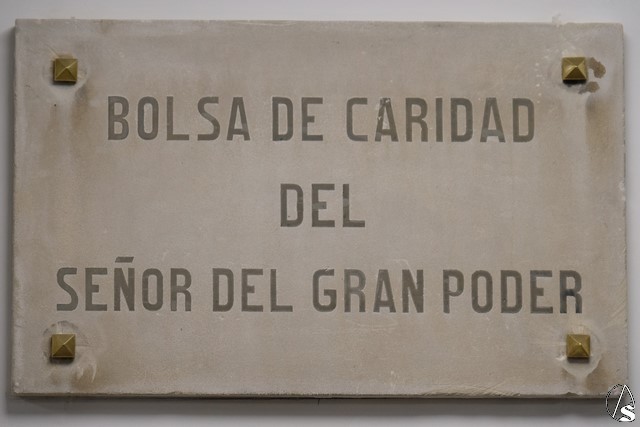 BOLSA DE CARIDAD
DEL
SEÑOR DEL GRAN PODER